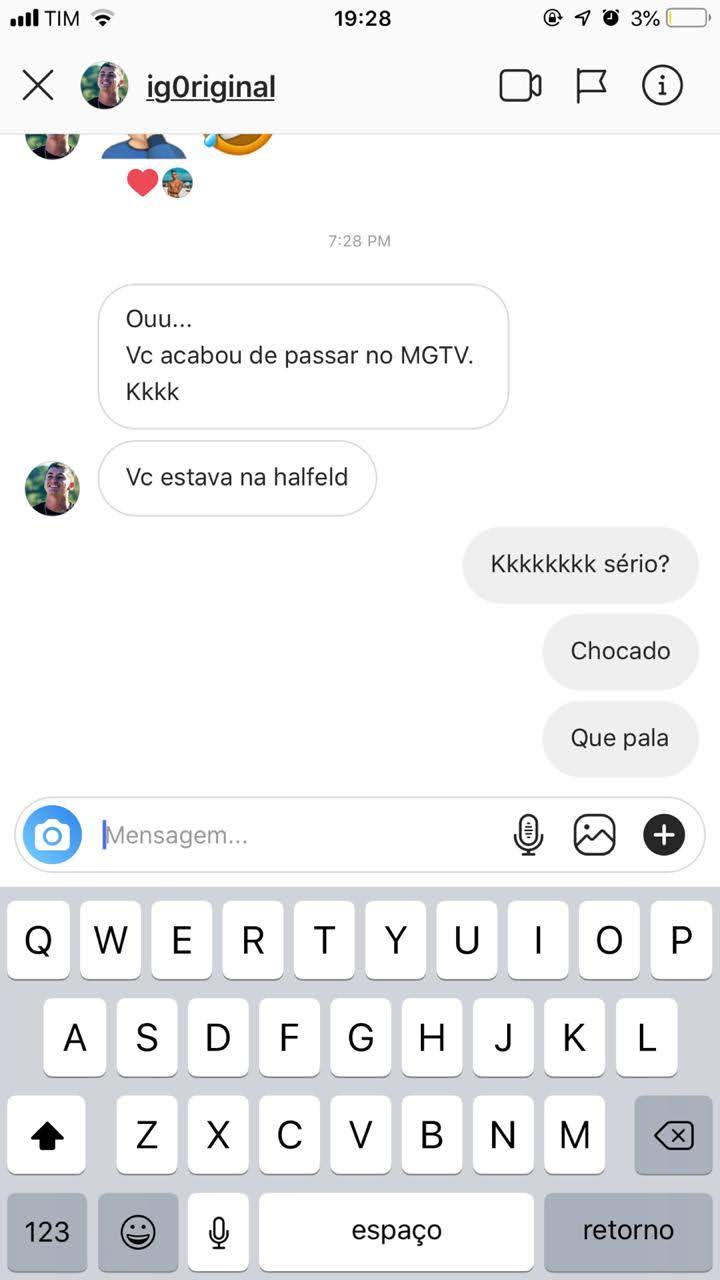 TIM 19:28 3%
ig0riginal
7:28 PM
Ouu...
Vc acabou de passar no MGTV.
Kkkk
Vc estava na halfeld
Kkkkkkkk sério?
Chocado
Que pala
Mensagem...
Q W E R T Y U I O P
A S D F G H J K L
Z X C V B N M
123 espaço retorno